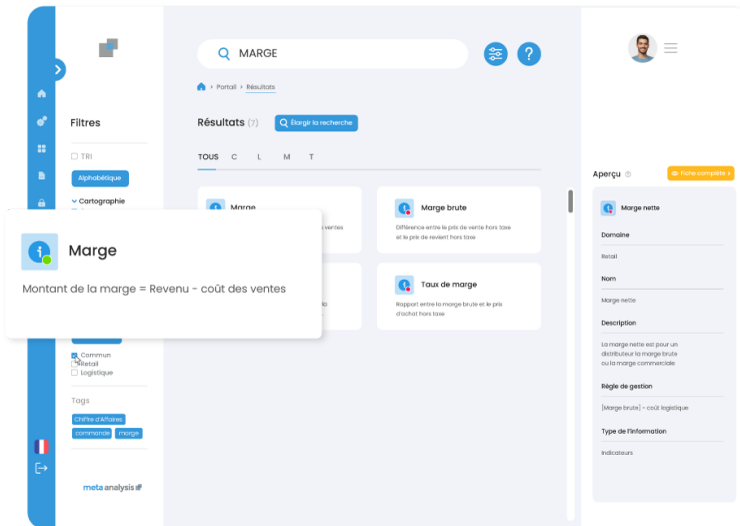 MARGE
Portail > Résultats
Filtres
Résultats (7)
Élargir la recherche
TRI
TOUS C L M T
Alphabétique
Aperçu
Fiche complète >
Cartographie
Marge
ventes
Marge brute
Différence entre le prix de vente hors taxe
et le prix de revient hors taxe
Marge nette
Domaine
Retail
Marge
Montant de la marge = Revenu - coût des ventes
Taux de marge
Rapport entre la marge brute et le prix
d'achat hors taxe
Nom
Marge nette
Description
La marge nette est pour un
distributeur la marge brute
ou la marge commerciale
Commun
Retail
Logistique
Règle de gestion
[Marge brute] - coût logistique
Tags
Chiffre d'Affaires
commande marge
Type de l'information
Indicateurs
meta analysis